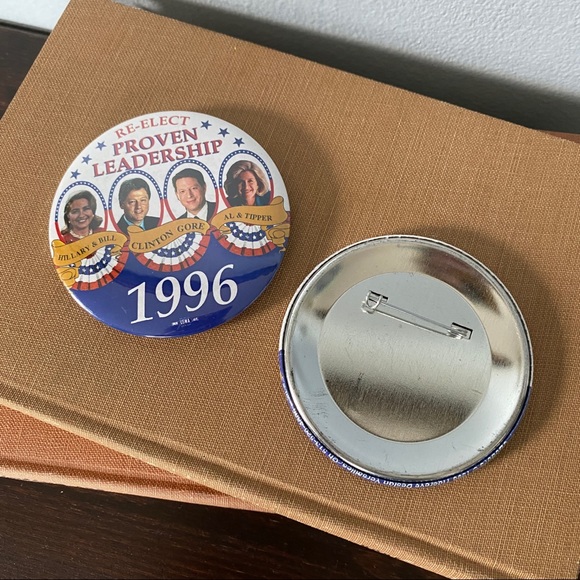 RE-ELECT
PROVEN
LEADERSHIP
HILLARY & BILL
CLINTON GORE
AL & TIPPER
1996